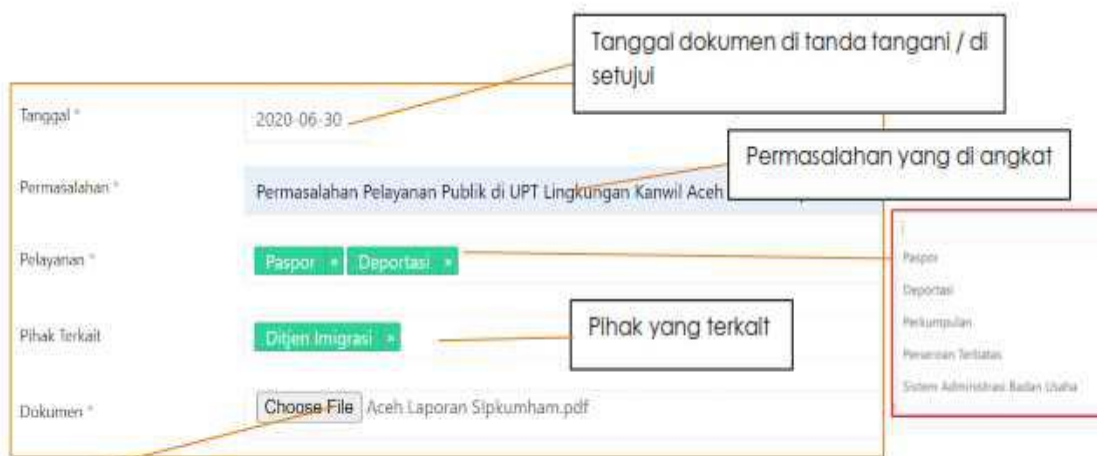 Tanggal dokumen di tanda tangani / di
setujui
Tanggal *
2020-06-30
Permasalahan yang di angkat
Permasalahan *
Permasalahan Pelayanan Publik di UPT Lingkungan Kanwil Aceh
Pelayanan *
Paspor × Deportasi ×
Paspor
Deportasi
Perkumpulan
Perseroan Terbatas
Sistem Administrasi Badan Usaha
Pihak Terkait
Ditjen Imigrasi ×
Pihak yang terkait
Dokumen *
Choose File Aceh Laporan Sipkumham.pdf